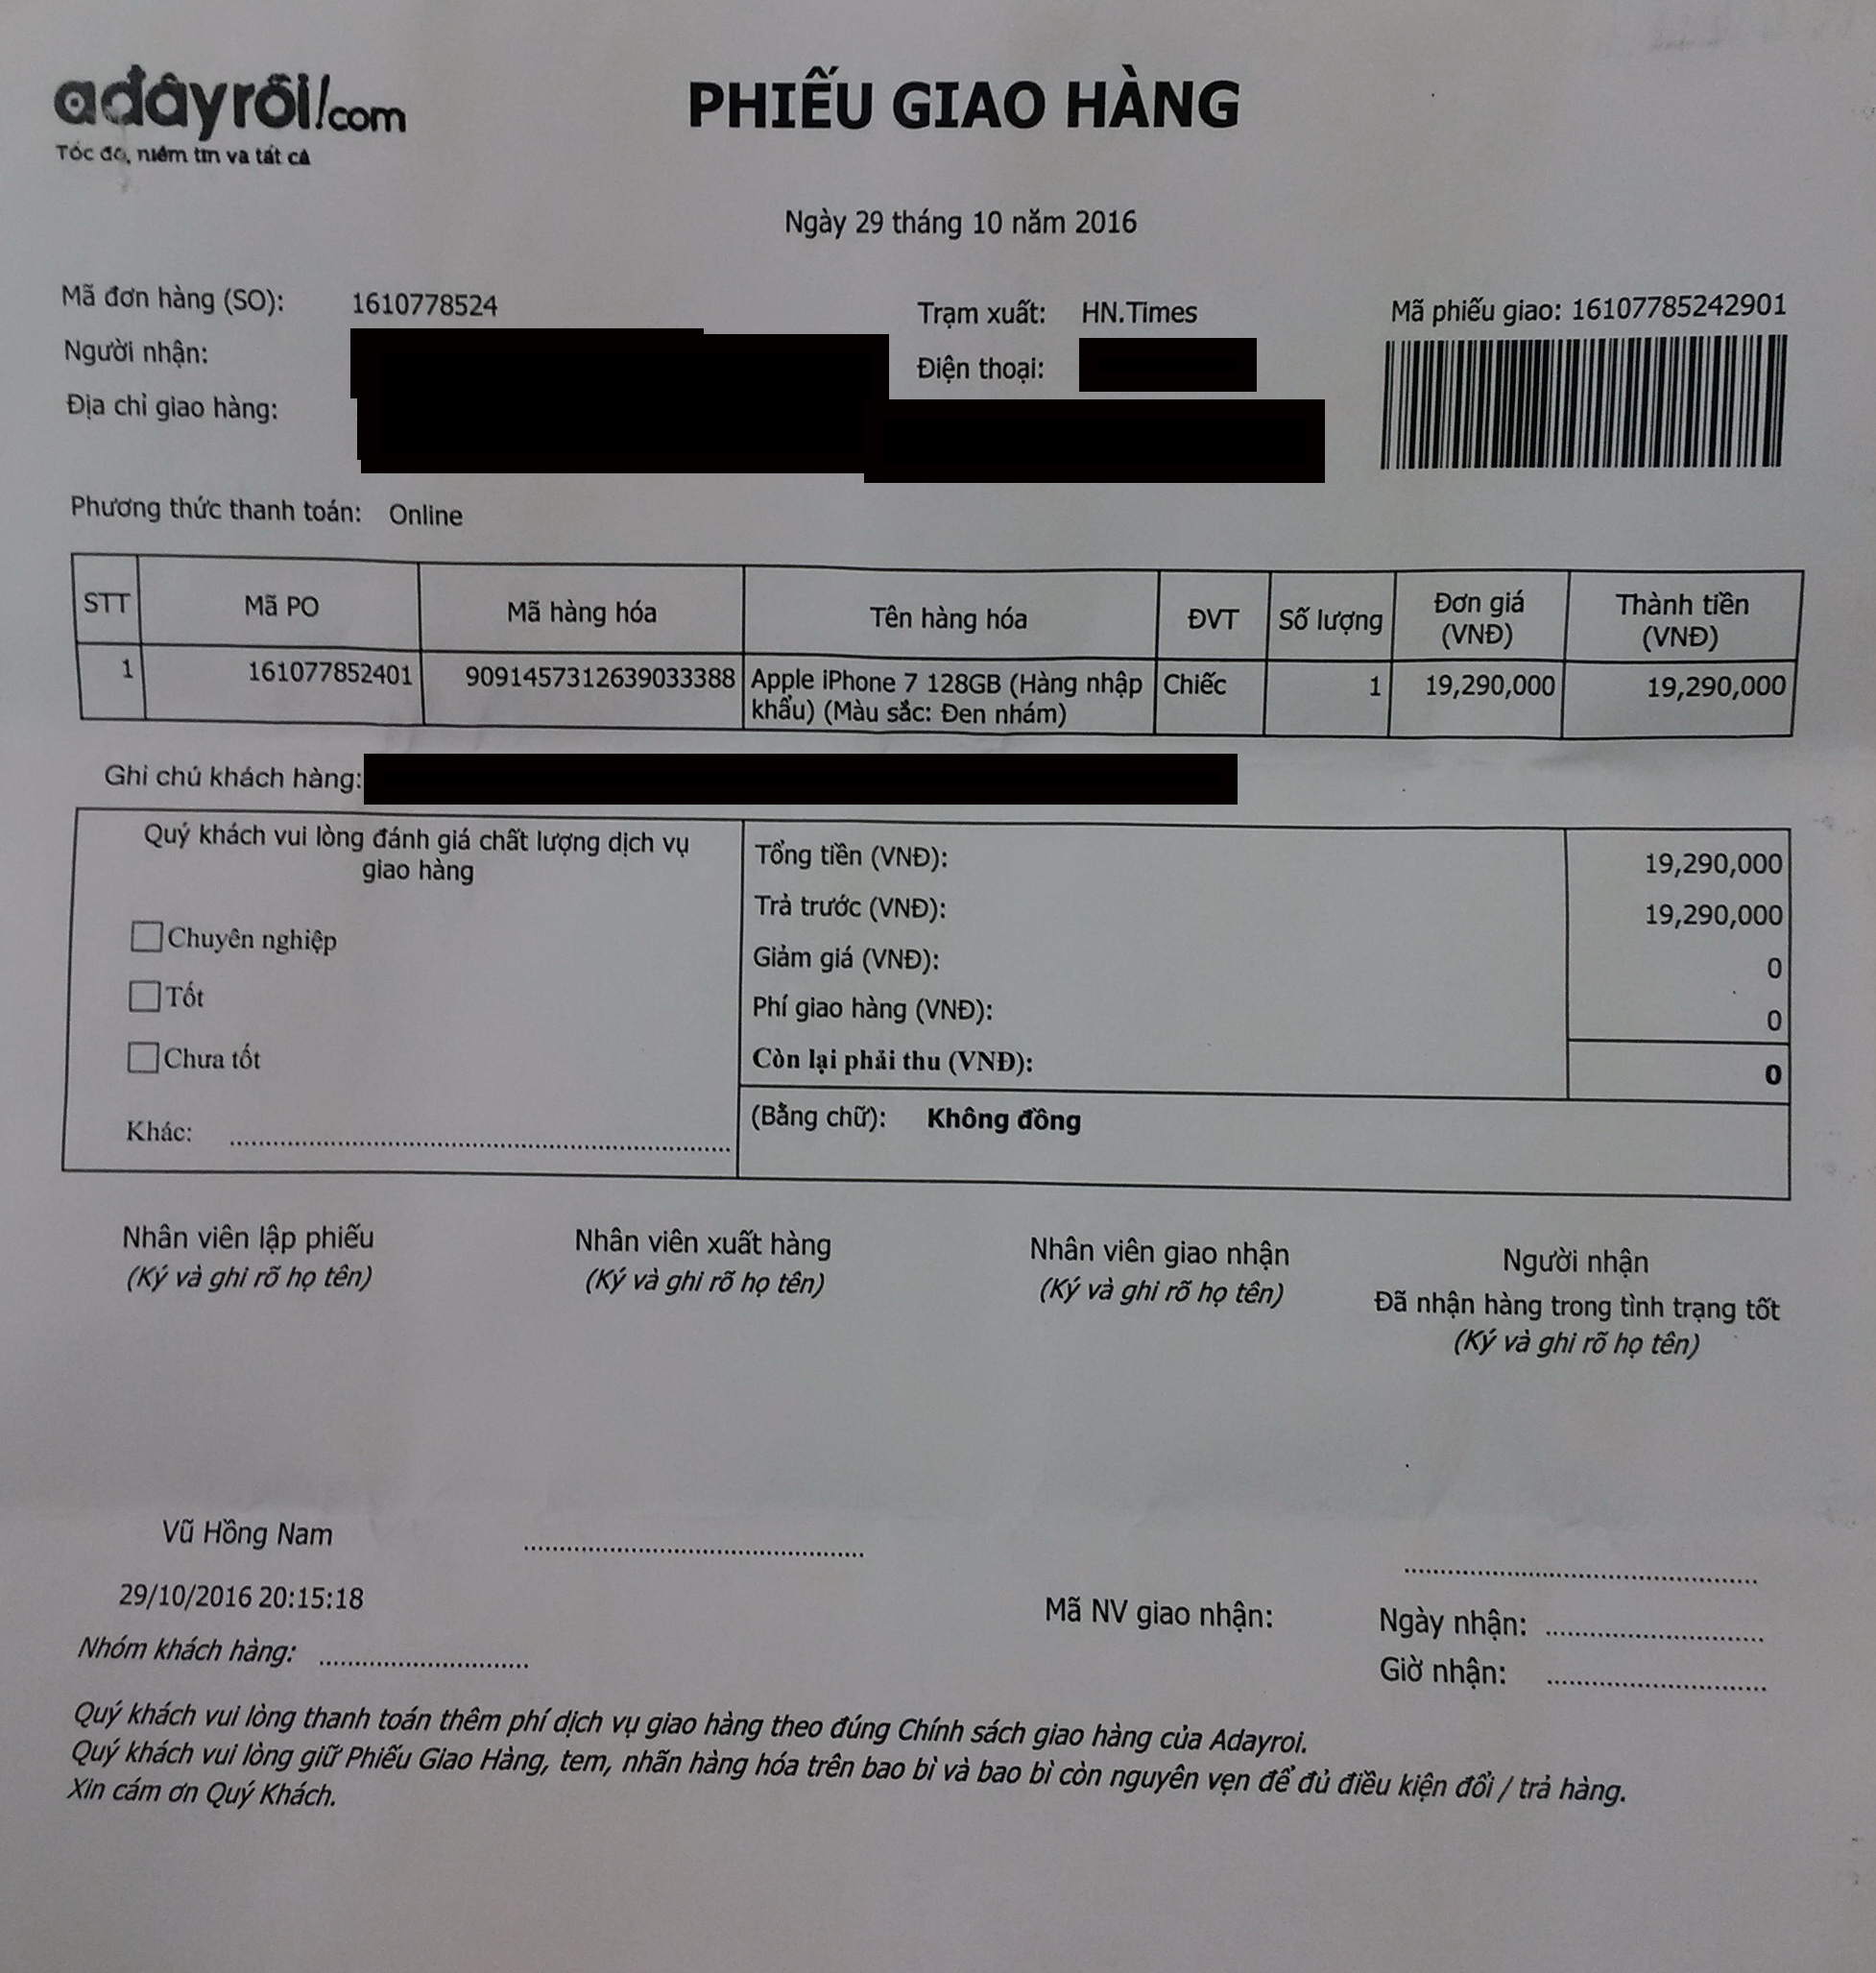 ađâyrồi!com
Tốc độ, niềm tin và tất cả
PHIẾU GIAO HÀNG
Ngày 29 tháng 10 năm 2016
Mã đơn hàng (SO): 1610778524 Trạm xuất: HN.Times Mã phiếu giao: 16107785242901
Người nhận: Điện thoại:
Địa chỉ giao hàng:
Phương thức thanh toán: Online
STT Mã PO Mã hàng hóa Tên hàng hóa ĐVT Số lượng Đơn giá (VNĐ) Thành tiền (VNĐ)
1 161077852401 9091457312639033388 Apple iPhone 7 128GB (Hàng nhập Chiếc 1 19,290,000 19,290,000
khẩu) (Màu sắc: Đen nhám)
Ghi chú khách hàng:
Quý khách vui lòng đánh giá chất lượng dịch vụ
giao hàng
Chuyên nghiệp
Tốt
Chưa tốt
Khác:
Tổng tiền (VNĐ): 19,290,000
Trả trước (VNĐ): 19,290,000
Giảm giá (VNĐ): 0
Phí giao hàng (VNĐ): 0
Còn lại phải thu (VNĐ): 0
(Bằng chữ): Không đồng
Nhân viên lập phiếu Nhân viên xuất hàng Nhân viên giao nhận Người nhận
(Ký và ghi rõ họ tên) (Ký và ghi rõ họ tên) (Ký và ghi rõ họ tên) Đã nhận hàng trong tình trạng tốt
(Ký và ghi rõ họ tên)
Vũ Hồng Nam
29/10/2016 20:15:18 Mã NV giao nhận: Ngày nhận:
Nhóm khách hàng: Giờ nhận:
Quý khách vui lòng thanh toán thêm phí dịch vụ giao hàng theo đúng Chính sách giao hàng của Adayroi.
Quý khách vui lòng giữ Phiếu Giao Hàng, tem, nhãn hàng hóa trên bao bì và bao bì còn nguyên vẹn để đủ điều kiện đổi / trả hàng.
Xin cám ơn Quý Khách.